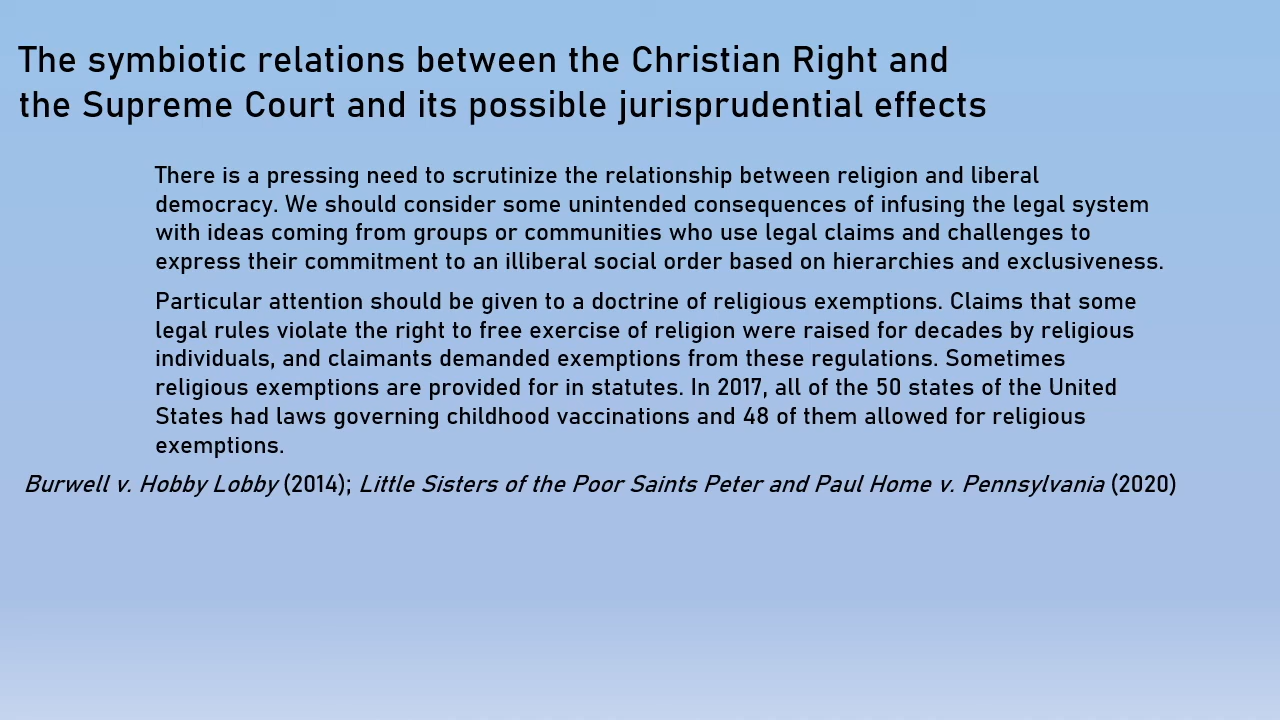 The symbiotic relations between the Christian Right and
the Supreme Court and its possible jurisprudential effects
There is a pressing need to scrutinize the relationship between religion and liberal
democracy. We should consider some unintended consequences of infusing the legal system
with ideas coming from groups or communities who use legal claims and challenges to
express their commitment to an illiberal social order based on hierarchies and exclusiveness.
Particular attention should be given to a doctrine of religious exemptions. Claims that some
legal rules violate the right to free exercise of religion were raised for decades by religious
individuals, and claimants demanded exemptions from these regulations. Sometimes
religious exemptions are provided for in statutes. In 2017, all of the 50 states of the United
States had laws governing childhood vaccinations and 48 of them allowed for religious
exemptions.
Burwell v. Hobby Lobby (2014); Little Sisters of the Poor Saints Peter and Paul Home v. Pennsylvania (2020)